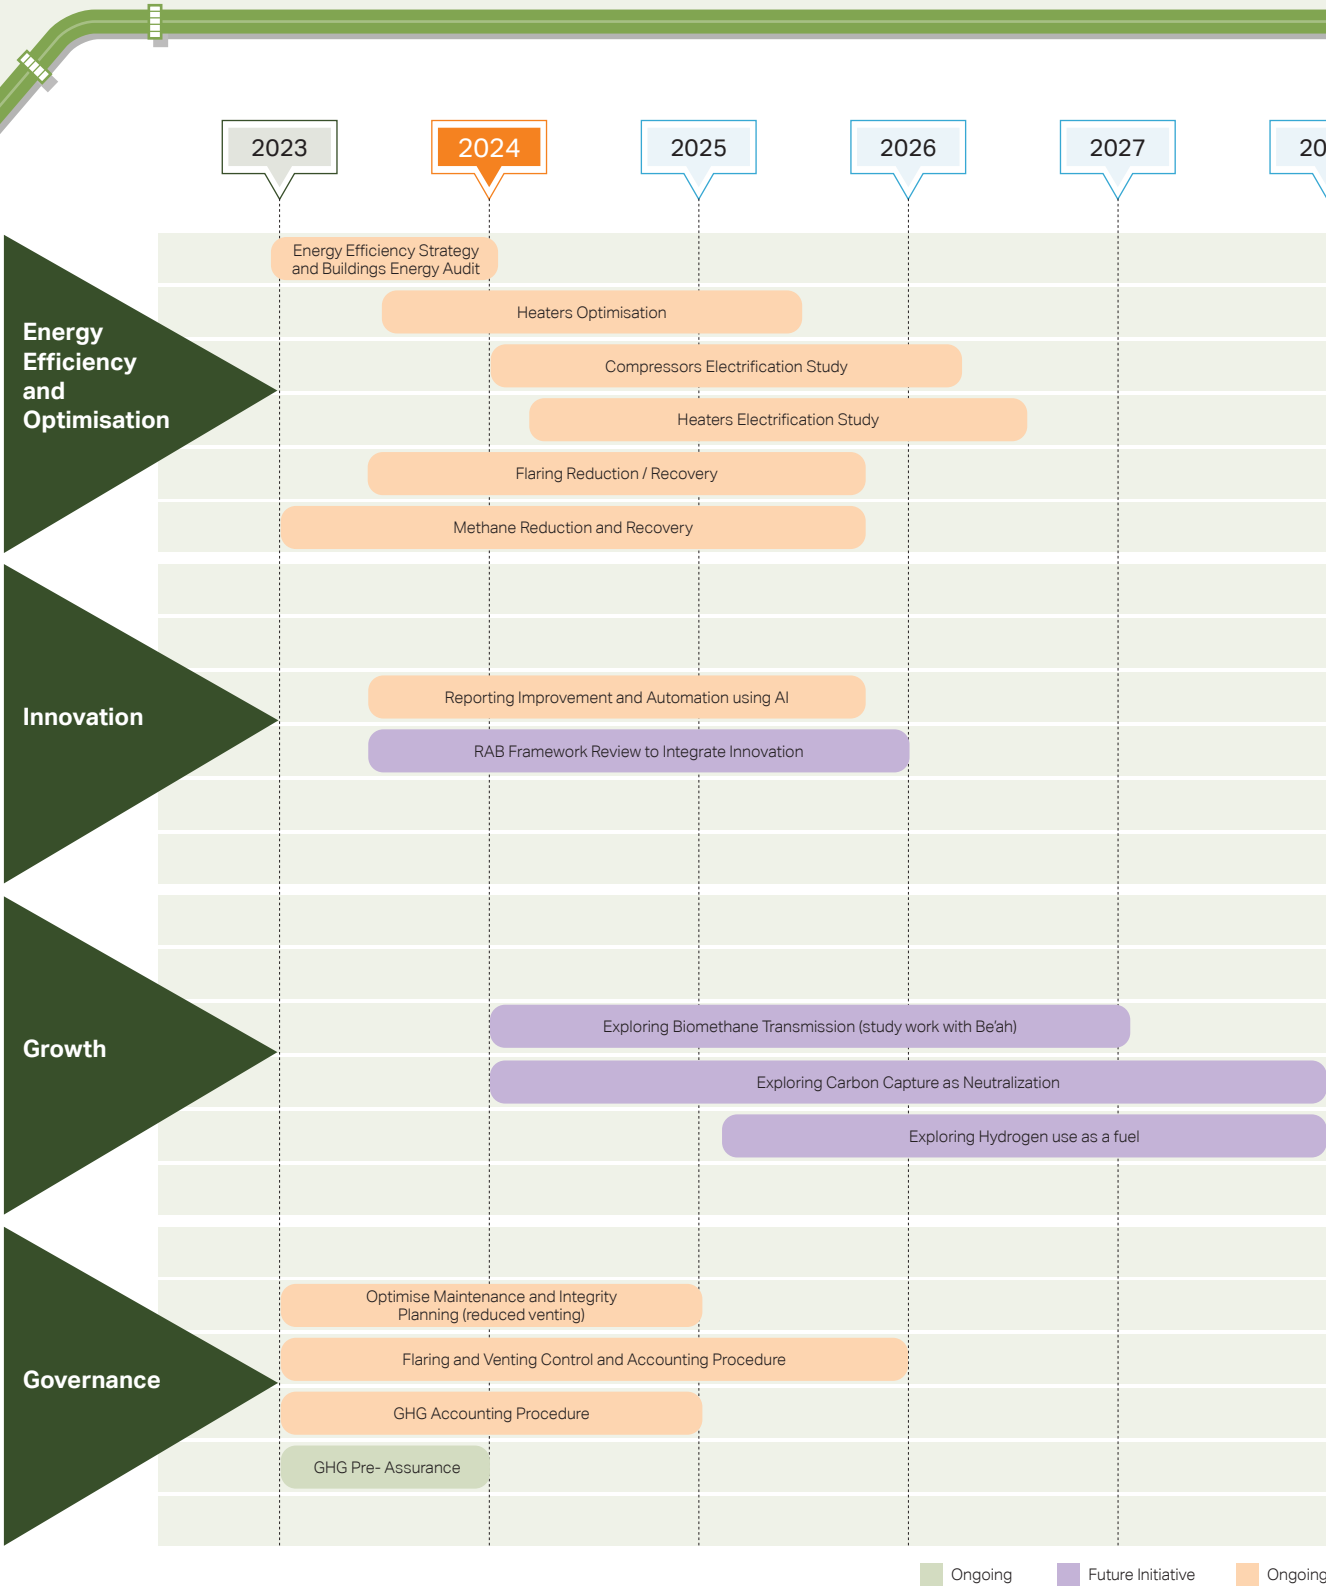 2023
2024
2025
2026
2027
20
Energy
Efficiency
and
Optimisation
Energy Efficiency Strategy
and Buildings Energy Audit
Heaters Optimisation
Compressors Electrification Study
Heaters Electrification Study
Flaring Reduction / Recovery
Methane Reduction and Recovery
Innovation
Reporting Improvement and Automation using AI
RAB Framework Review to Integrate Innovation
Growth
Exploring Biomethane Transmission (study work with Be'ah)
Exploring Carbon Capture as Neutralization
Exploring Hydrogen use as a fuel
Governance
Optimise Maintenance and Integrity
Planning (reduced venting)
Flaring and Venting Control and Accounting Procedure
GHG Accounting Procedure
GHG Pre- Assurance
Ongoing
Future Initiative
Ongoing